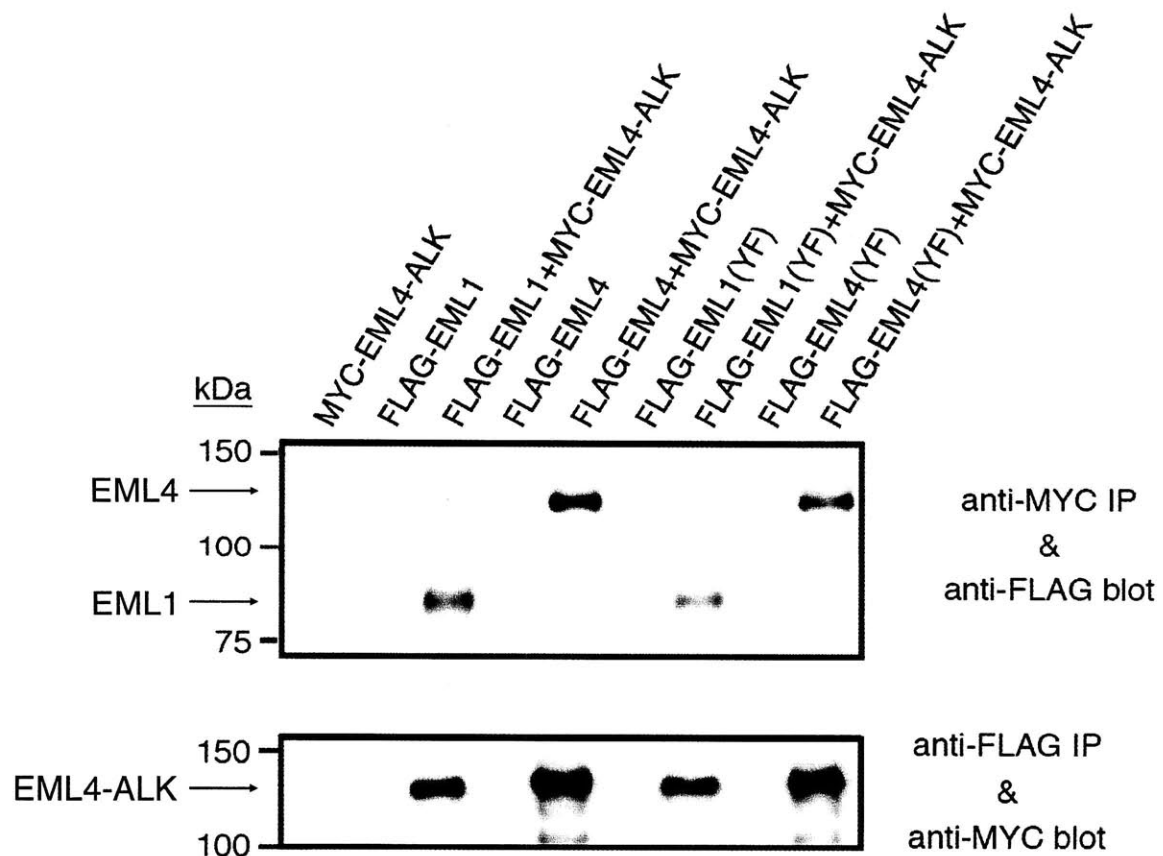 MYC-EML4-ALK
FLAG-EML1
FLAG-EML1+MYC-EML4-ALK
FLAG-EML4
FLAG-EML4+MYC-EML4-ALK
FLAG-EML1(YF)
FLAG-EML1(YF)+MYC-EML4-ALK
FLAG-EML4(YF)
FLAG-EML4(YF)+MYC-EML4-ALK
kDa
150
EML4
100
EML1
75
anti-MYC IP
&
anti-FLAG blot
150
EML4-ALK
100
anti-FLAG IP
&
anti-MYC blot